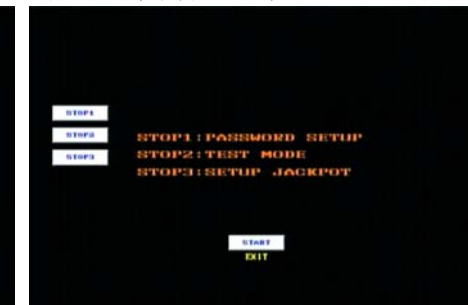 STOP1
STOP2
STOP3
STOP1:PASSWORD SETUP
STOP2:TEST MODE
STOP3:SETUP JACKPOT
START
EXIT